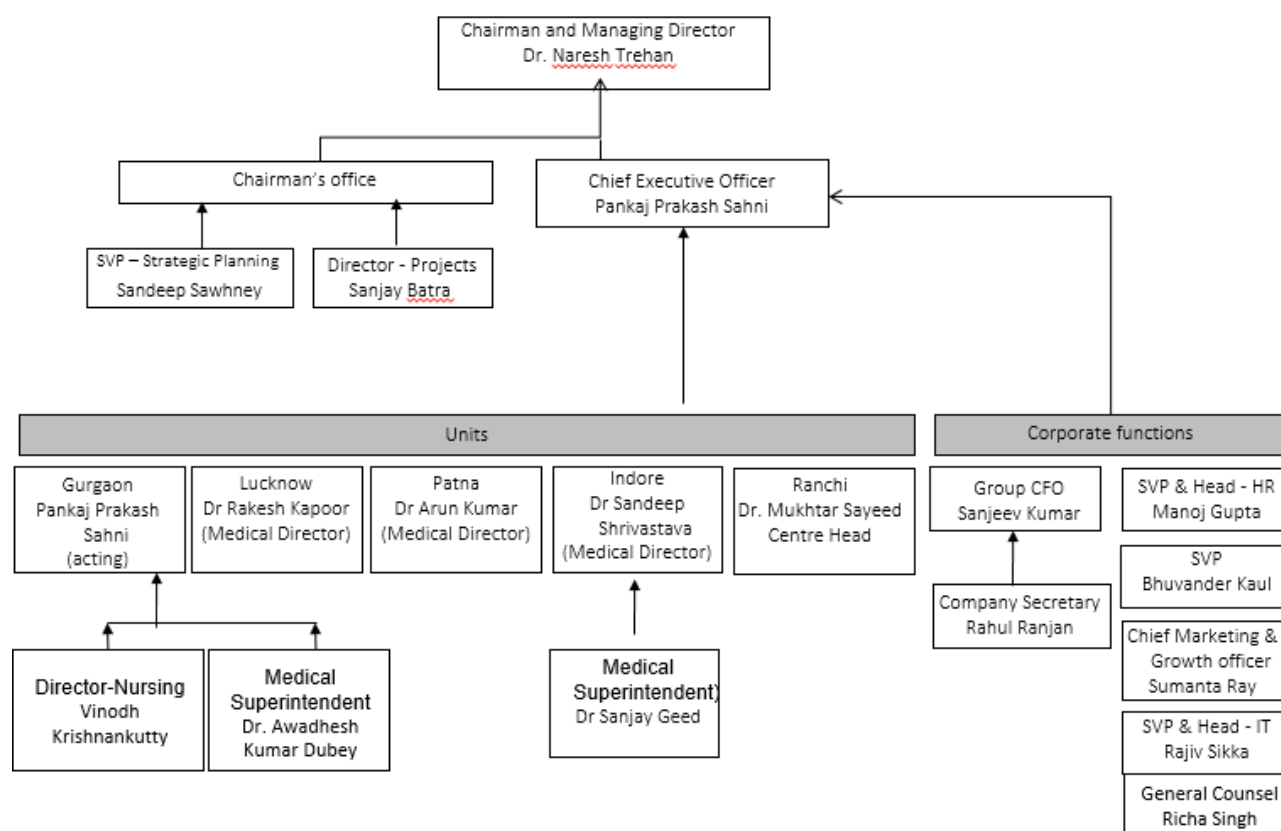 Chairman and Managing Director
Dr. Naresh Trehan
Chairman's office
Chief Executive Officer
Pankaj Prakash Sahni
SVP – Strategic Planning
Sandeep Sawhney
Director - Projects
Sanjay Batra
Units
Corporate functions
Gurgaon
Pankaj Prakash
Sahni
(acting)
Lucknow
Dr Rakesh Kapoor
(Medical Director)
Patna
Dr Arun Kumar
(Medical Director)
Indore
Dr Sandeep
Shrivastava
(Medical Director)
Ranchi
Dr. Mukhtar Sayeed
Centre Head
Group CFO
Sanjeev Kumar
SVP & Head - HR
Manoj Gupta
SVP
Bhuvander Kaul
Company Secretary
Rahul Ranjan
Chief Marketing &
Growth officer
Sumanta Ray
Director-Nursing
Vinodh
Krishnankutty
Medical
Superintendent
Dr. Awadhesh
Kumar Dubey
Medical
Superintendent)
Dr Sanjay Geed
SVP & Head - IT
Rajiv Sikka
General Counsel
Richa Singh